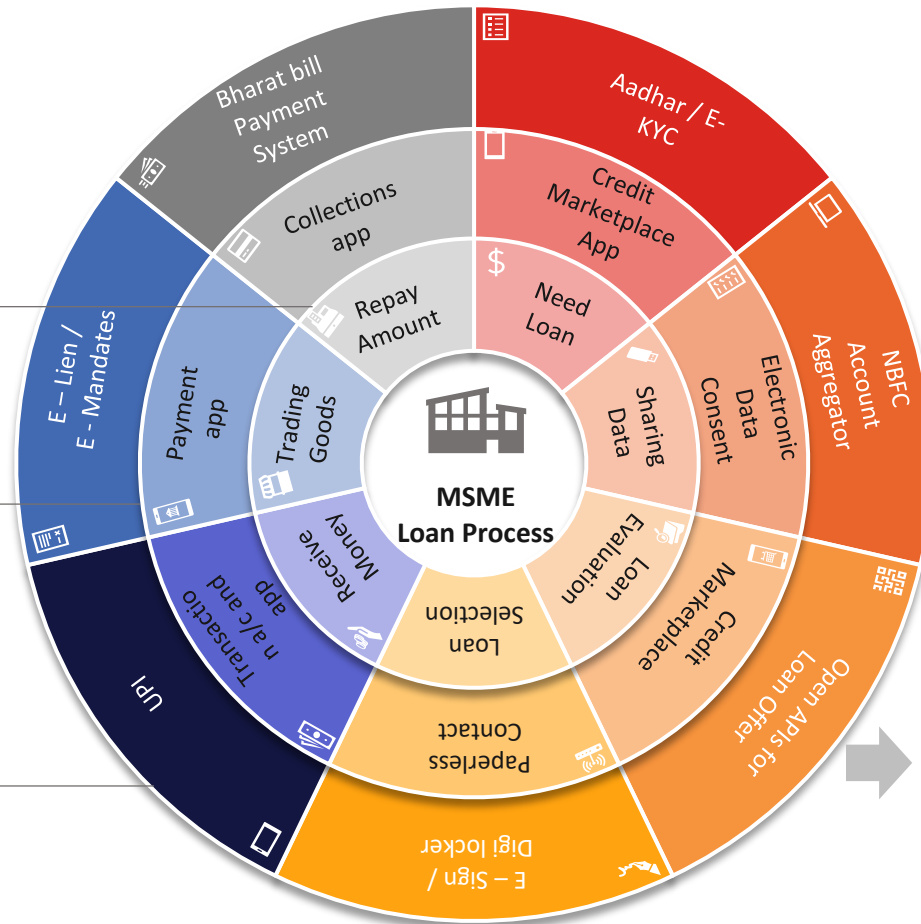 Aadhar / E-
KYC
Credit
Marketplace
App
Need
Loan
$
NBFC
Account
Aggregator
Electronic
Data
Consent
Sharing
Data
Open APIs for
Loan Offer
Credit
Marketplace
Loan
Evaluation
E – Sign /
Digi locker
Paperless
Contact
Loan
Selection
UPI
Transactio
n a/c and
app
Receive
Money
E – Lien /
E - Mandates
Payment
app
Trading
Goods
Bharat bill
Payment
System
Collections
app
Repay
Amount
MSME
Loan Process